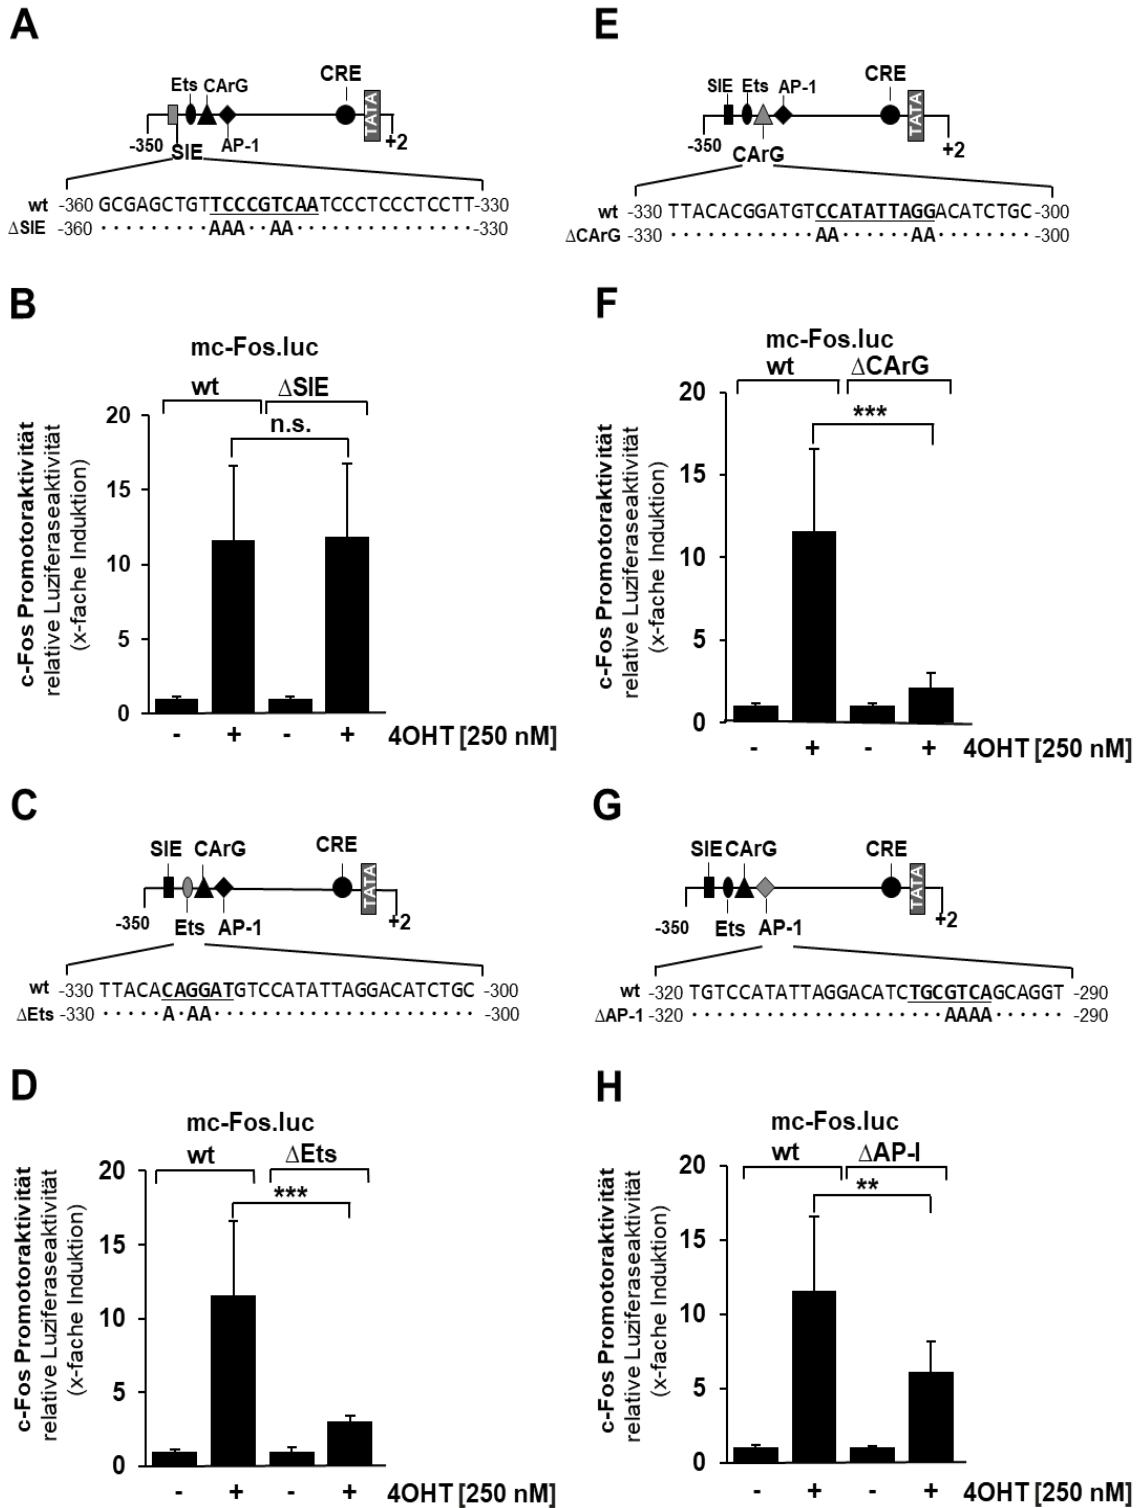 A
Ets CArG CRE
TATA
-350 SIE AP-1 +2
wt -360 GCGAGCTGTTCCCGTCAATCCCTCCCTCCTT-330
ΔSIE -360 ·········AAA··AA················-330
B
mc-Fos.luc
wt ΔSIE
n.s.
c-Fos Promotoraktivität
relative Luziferaseaktivität
(x-fache Induktion)
20
15
10
5
0
- + - + 4OHT [250 nM]
C
SIE CArG CRE
TATA
-350 Ets AP-1 +2
wt -330 TTACACAGGATGTCCATATTAGGACATCTGC -300
ΔEts -330 ·····A·AA······················ -300
D
mc-Fos.luc
wt ΔEts
***
c-Fos Promotoraktivität
relative Luziferaseaktivität
(x-fache Induktion)
20
15
10
5
0
- + - + 4OHT [250 nM]
E
SIE Ets AP-1 CRE
TATA
-350 CArG +2
wt -330 TTACACGGATGTCCATATTAGGACATCTGC -300
ΔCArG -330 ············AA······AA········ -300
F
mc-Fos.luc
wt ΔCArG
***
c-Fos Promotoraktivität
relative Luziferaseaktivität
(x-fache Induktion)
20
15
10
5
0
- + - + 4OHT [250 nM]
G
SIE CArG CRE
TATA
-350 Ets AP-1 +2
wt -320 TGTCCATATTAGGACATCTGCGTCAGCAGGT -290
ΔAP-1 -320 ·····················AAAA······ -290
H
mc-Fos.luc
wt ΔAP-I
**
c-Fos Promotoraktivität
relative Luziferaseaktivität
(x-fache Induktion)
20
15
10
5
0
- + - + 4OHT [250 nM]